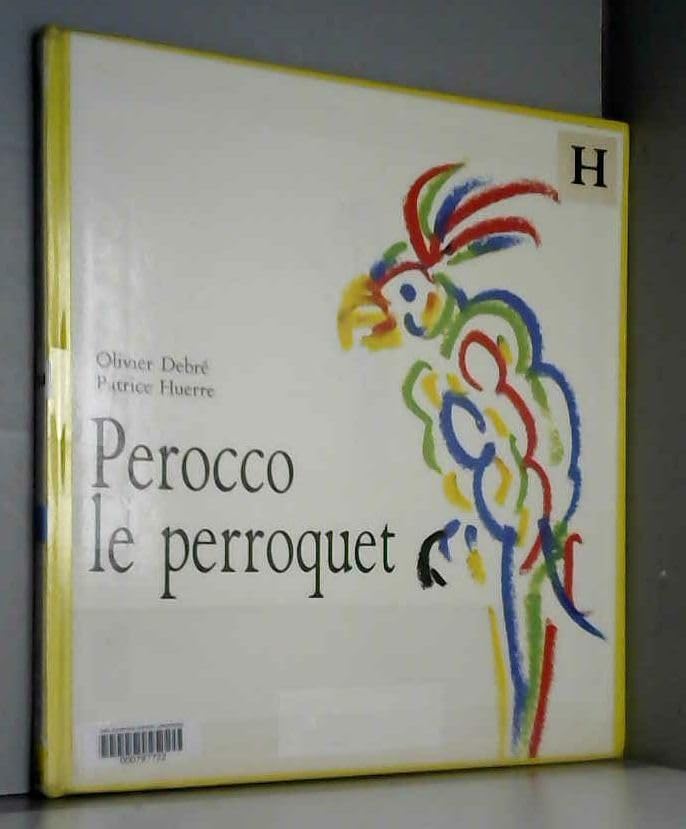 H
Olivier Debré
Patrice Huerre
Perocco
le perroquet